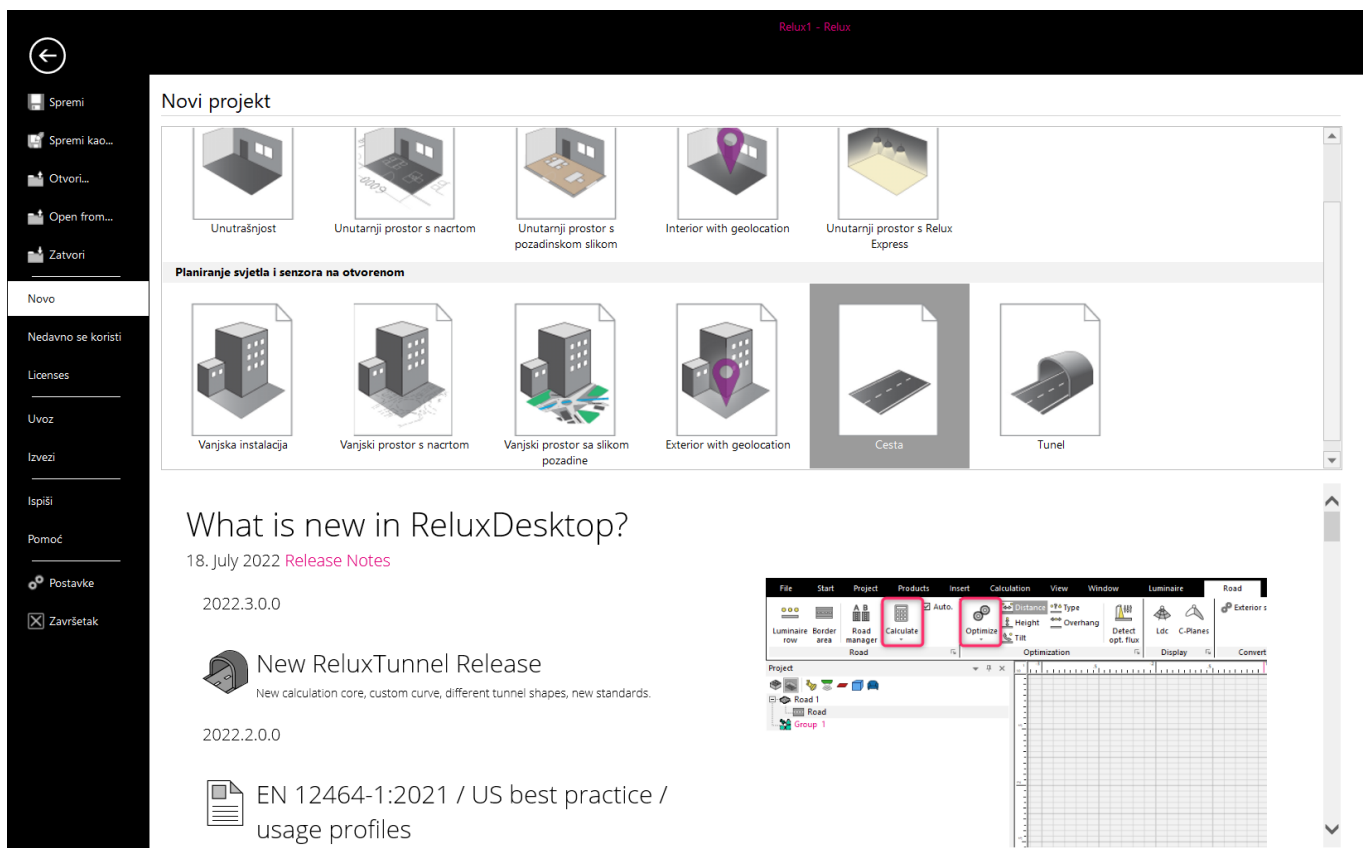 Relux1 - Relux
Spremi
Spremi kao...
Otvori...
Open from...
Zatvori
Novo
Nedavno se koristi
Licenses
Uvoz
Izvezi
Ispiši
Pomoć
Postavke
Završetak
Novi projekt
0009
Unutrašnjost
Unutarnji prostor s nacrtom
Unutarnji prostor s
pozadinskom slikom
Interior with geolocation
Unutarnji prostor s Relux
Express
Planiranje svjetla i senzora na otvorenom
Vanjska instalacija
Vanjski prostor s nacrtom
Vanjski prostor sa slikom
pozadine
Exterior with geolocation
Cesta
Tunel
What is new in ReluxDesktop?
18. July 2022 Release Notes
2022.3.0.0
New ReluxTunnel Release
New calculation core, custom curve, different tunnel shapes, new standards.
2022.2.0.0
EN 12464-1:2021 / US best practice /
usage profiles
File Start Project Products Insert Calculation View Window Luminaire Road
A B
Auto.
Distance Type
Exterior s
Height Overhang
Tilt
Luminaire
row
Border
area
Road
manager
Calculate
Optimize
Detect
opt. flux
Ldc
C-Planes
Road Optimization Display Convert
Project
Road 1
Road
Group 1